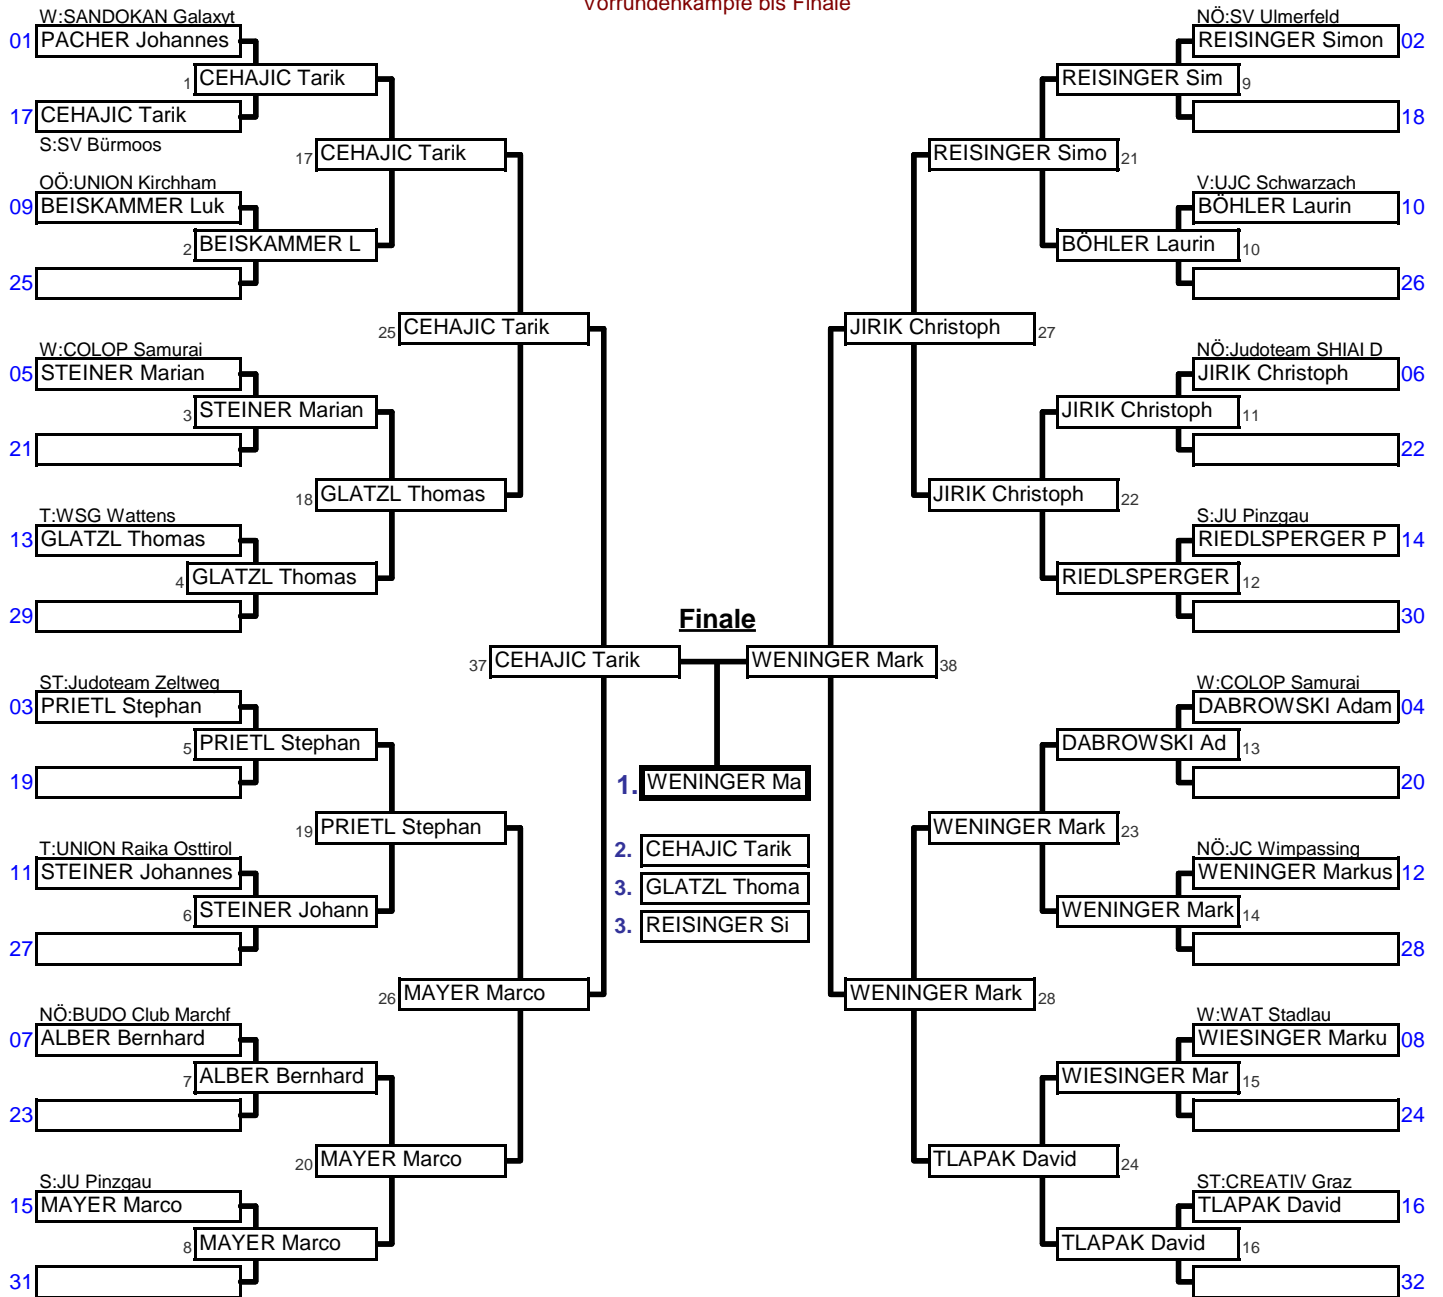 Vorrundenkämpfe bis Finale
W:SANDOKAN Galaxyt
01 PACHER Johannes
1 CEHAJIC Tarik
17 CEHAJIC Tarik
S:SV Bürmoos
17 CEHAJIC Tarik
OÖ:UNION Kirchham
09 BEISKAMMER Luk
2 BEISKAMMER L
25
25 CEHAJIC Tarik
W:COLOP Samurai
05 STEINER Marian
3 STEINER Marian
21
18 GLATZL Thomas
T:WSG Wattens
13 GLATZL Thomas
4 GLATZL Thomas
29
37 CEHAJIC Tarik
ST:Judoteam Zeltweg
03 PRIETL Stephan
5 PRIETL Stephan
19
19 PRIETL Stephan
T:UNION Raika Osttirol
11 STEINER Johannes
6 STEINER Johann
27
26 MAYER Marco
NÖ:BUDO Club Marchf
07 ALBER Bernhard
7 ALBER Bernhard
23
20 MAYER Marco
S:JU Pinzgau
15 MAYER Marco
8 MAYER Marco
31
Finale
1. WENINGER Ma
2. CEHAJIC Tarik
3. GLATZL Thoma
3. REISINGER Si
NÖ:SV Ulmerfeld
REISINGER Simon 02
REISINGER Sim 9
18
REISINGER Simo 21
V:UJC Schwarzach
BÖHLER Laurin 10
BÖHLER Laurin 10
26
JIRIK Christoph 27
NÖ:Judoteam SHIAI D
JIRIK Christoph 06
JIRIK Christoph 11
22
JIRIK Christoph 22
S:JU Pinzgau
RIEDLSPERGER P 14
RIEDLSPERGER 12
30
WENINGER Mark 38
W:COLOP Samurai
DABROWSKI Adam 04
DABROWSKI Ad 13
20
WENINGER Mark 23
NÖ:JC Wimpassing
WENINGER Markus 12
WENINGER Mark 14
28
WENINGER Mark 28
W:WAT Stadlau
WIESINGER Marku 08
WIESINGER Mar 15
24
TLAPAK David 24
ST:CREATIV Graz
TLAPAK David 16
TLAPAK David 16
32